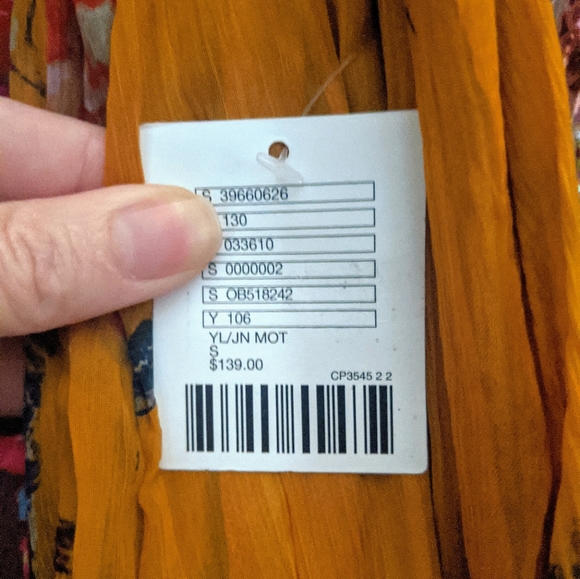 S 39660626
130
033610
S 0000002
S OB518242
Y 106
YL/JN MOT
S
$139.00
CP3545 2 2